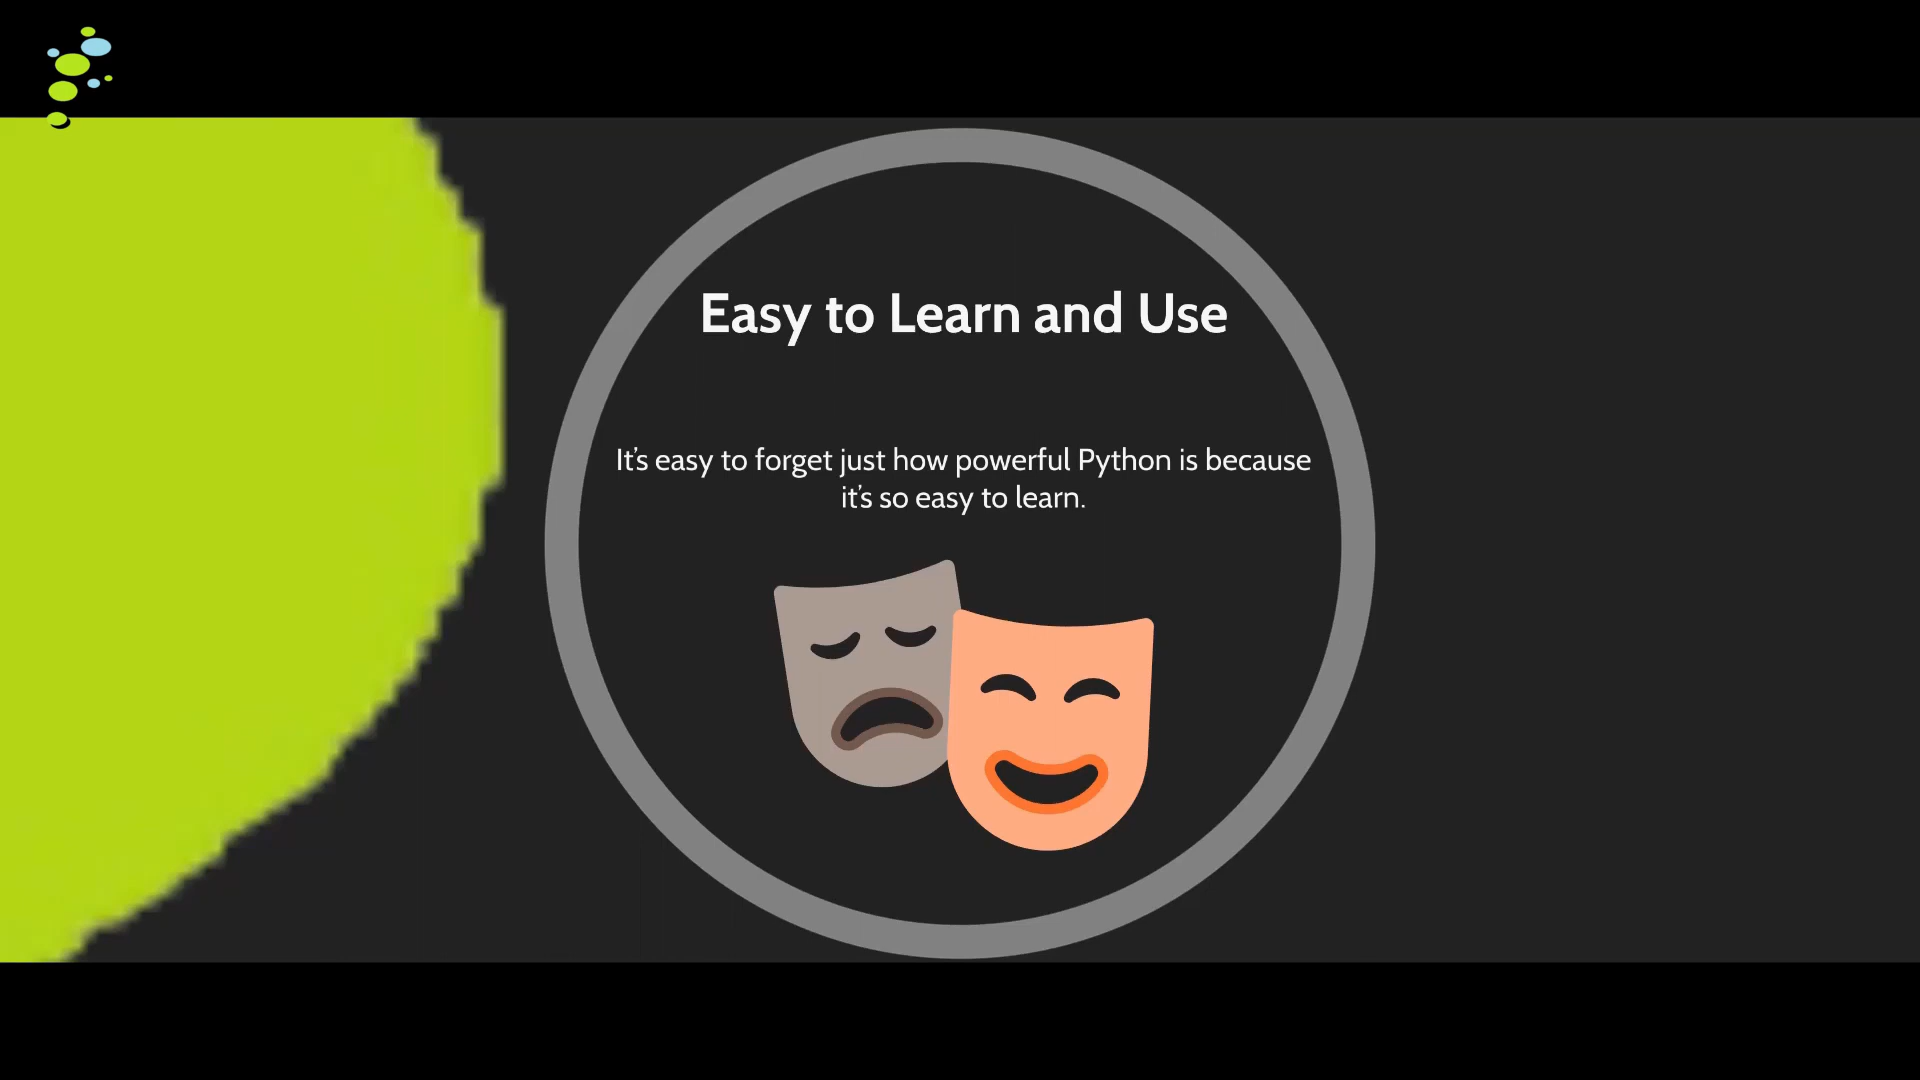 Easy to Learn and Use
It’s easy to forget just how powerful Python is because
it’s so easy to learn.